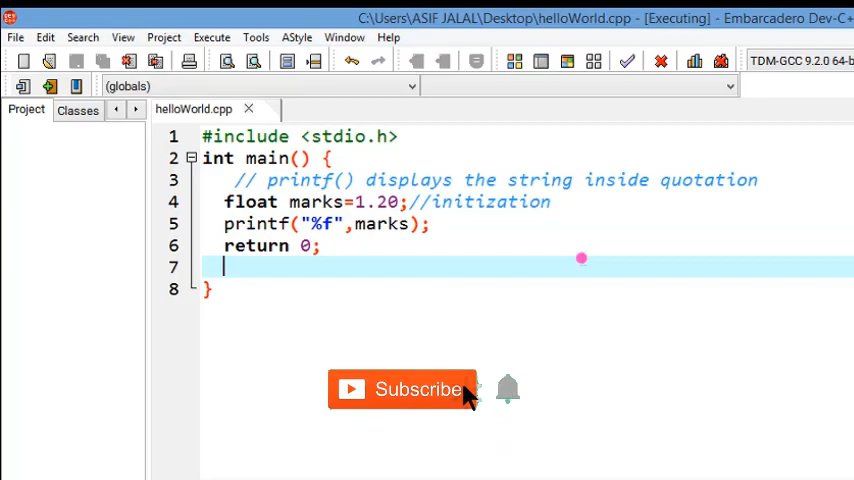 C:\Users\ASIF JALAL\Desktop\helloWorld.cpp - [Executing] - Embarcadero Dev-C+
File Edit Search View Project Execute Tools AStyle Window Help
TDM-GCC 9.2.0 64-b
(globals)
Project Classes helloWorld.cpp
1 #include <stdio.h>
2 int main() {
3 // printf() displays the string inside quotation
4 float marks=1.20;//initization
5 printf("%f",marks);
6 return 0;
7
8 }
Subscribe